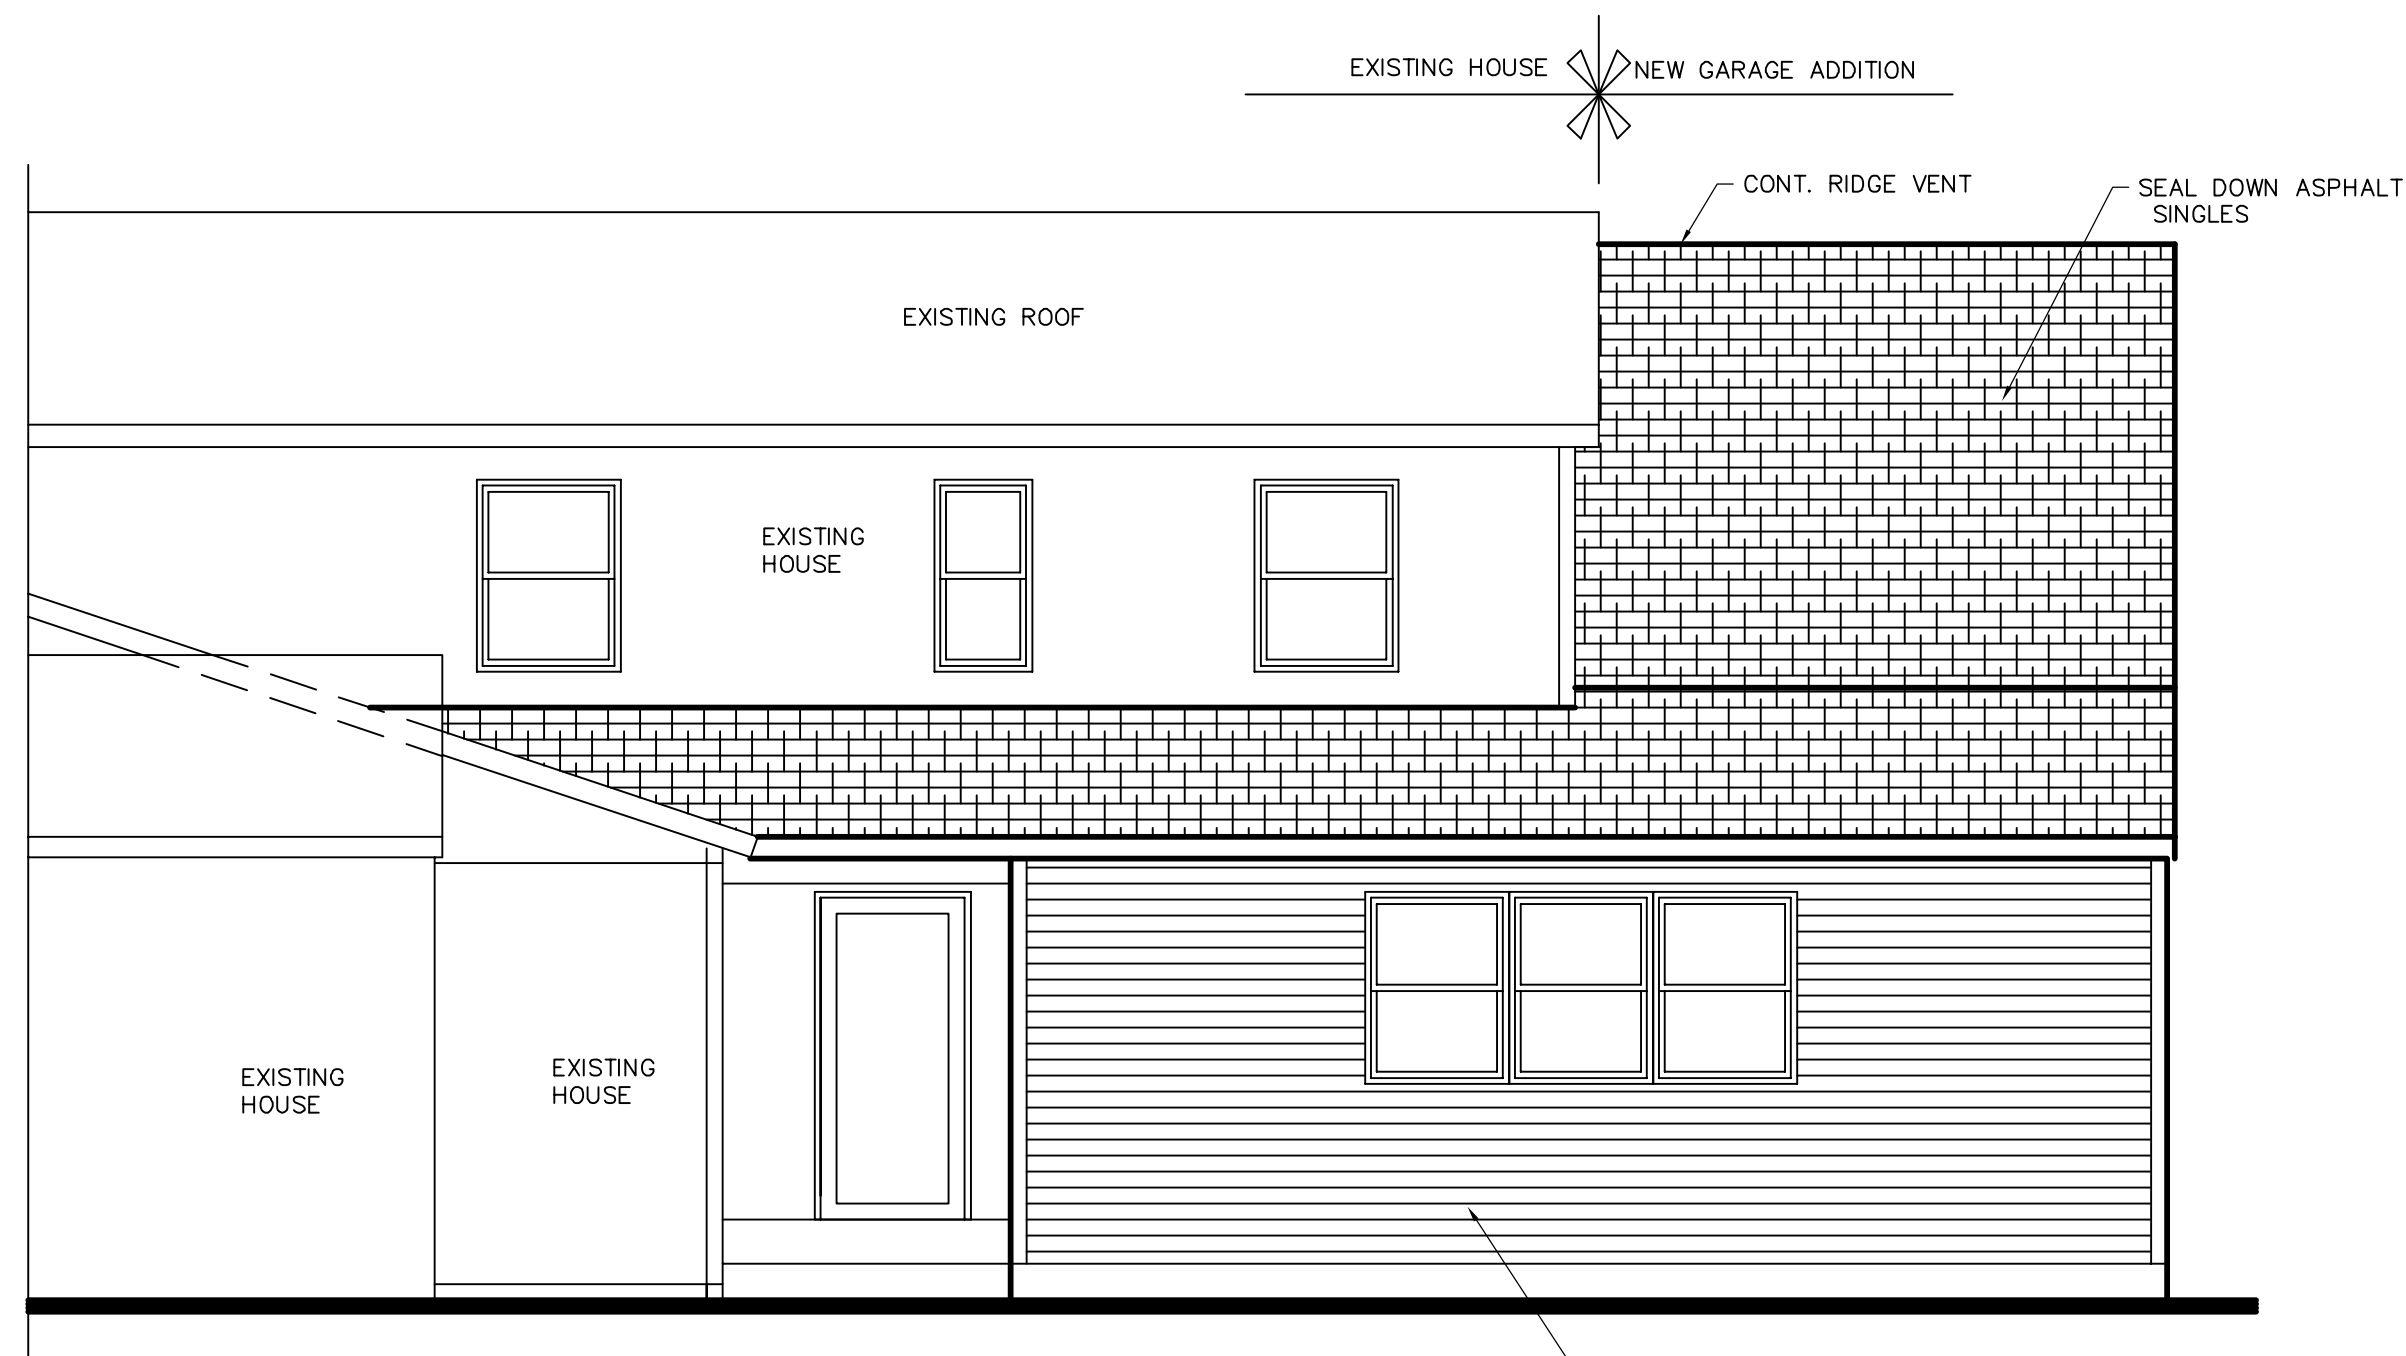 EXISTING HOUSE
NEW GARAGE ADDITION
CONT. RIDGE VENT
SEAL DOWN ASPHALT
SINGLES
EXISTING ROOF
EXISTING
HOUSE
EXISTING
HOUSE
EXISTING
HOUSE